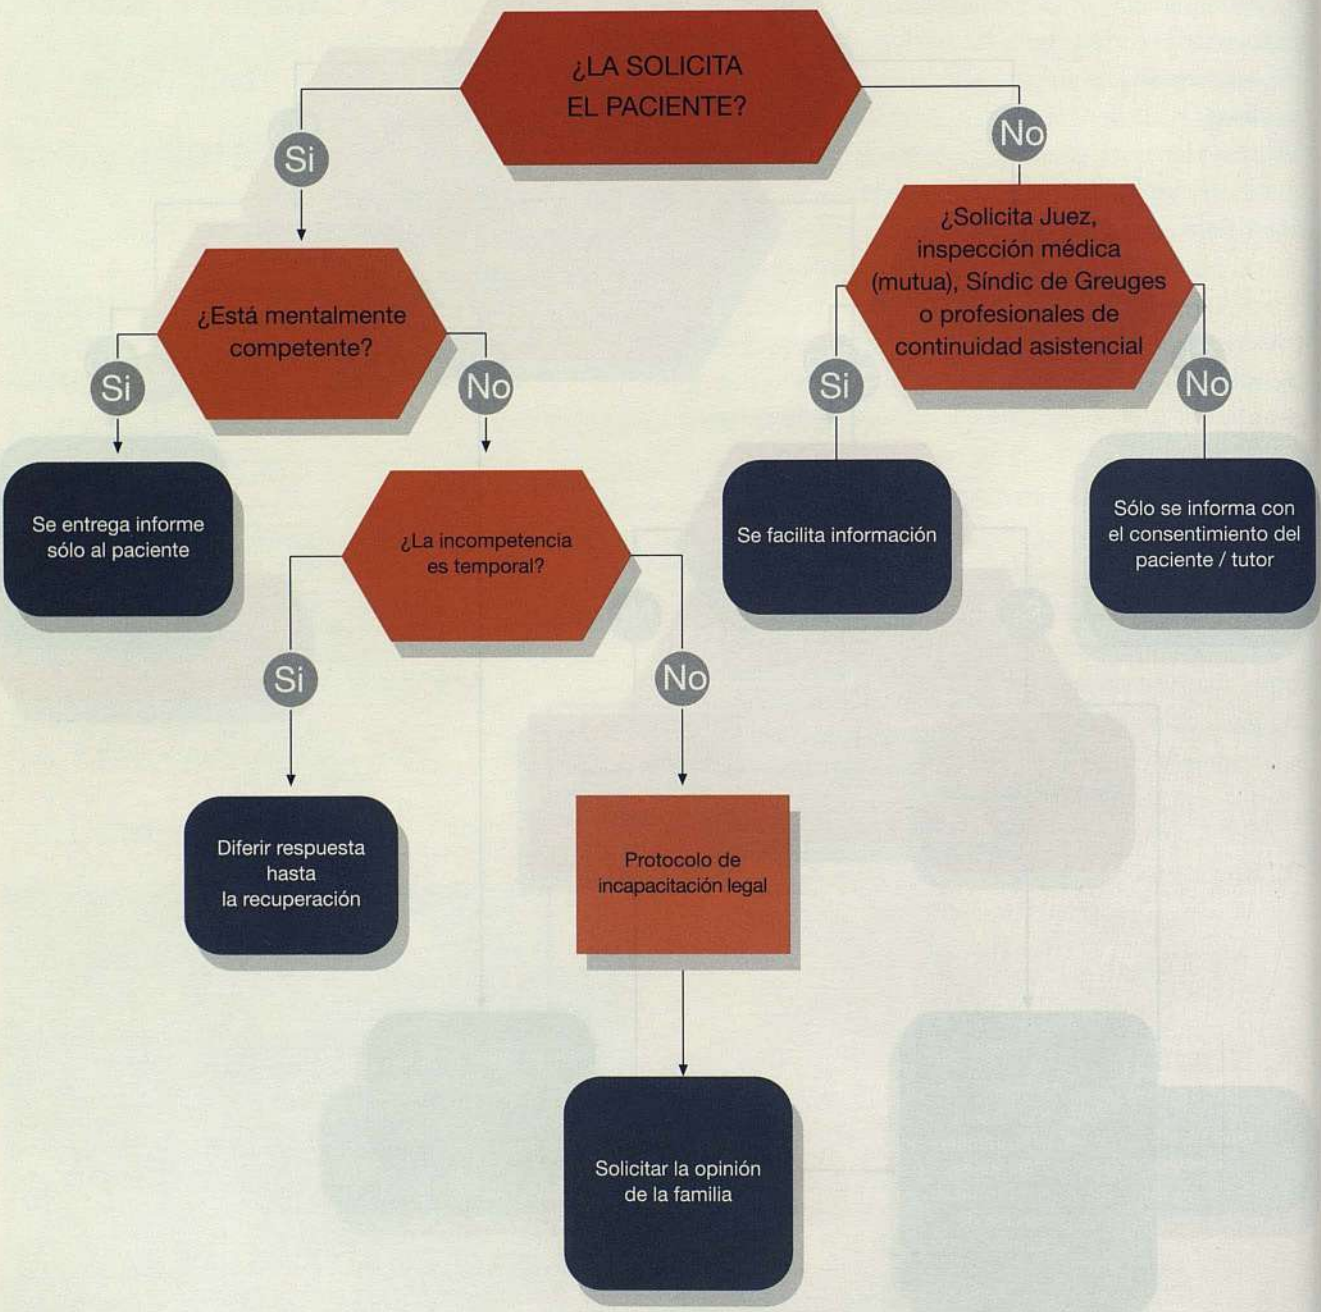 ¿LA SOLICITA
EL PACIENTE?
Si
No
¿Solicita Juez,
inspección médica
(mutua), Síndic de Greuges
o profesionales de
continuidad asistencial
¿Está mentalmente
competente?
Si
No
Si
No
Se entrega informe
sólo al paciente
¿La incompetencia
es temporal?
Se facilita información
Sólo se informa con
el consentimiento del
paciente / tutor
Si
No
Diferir respuesta
hasta
la recuperación
Protocolo de
incapacitación legal
Solicitar la opinión
de la familia